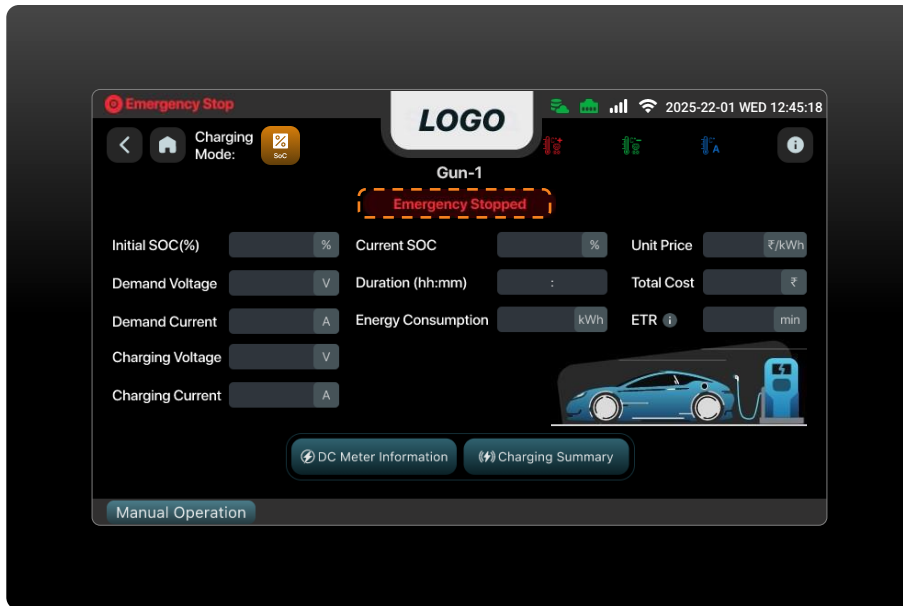 Emergency Stop
LOGO
2025-22-01 WED 12:45:18
Charging
Mode:
%
SoC
A
Gun-1
Emergency Stopped
Initial SOC(%) % Current SOC % Unit Price ₹/kWh
Demand Voltage V Duration (hh:mm) : Total Cost ₹
Demand Current A Energy Consumption kWh ETR i min
Charging Voltage V
Charging Current A
DC Meter Information Charging Summary
Manual Operation